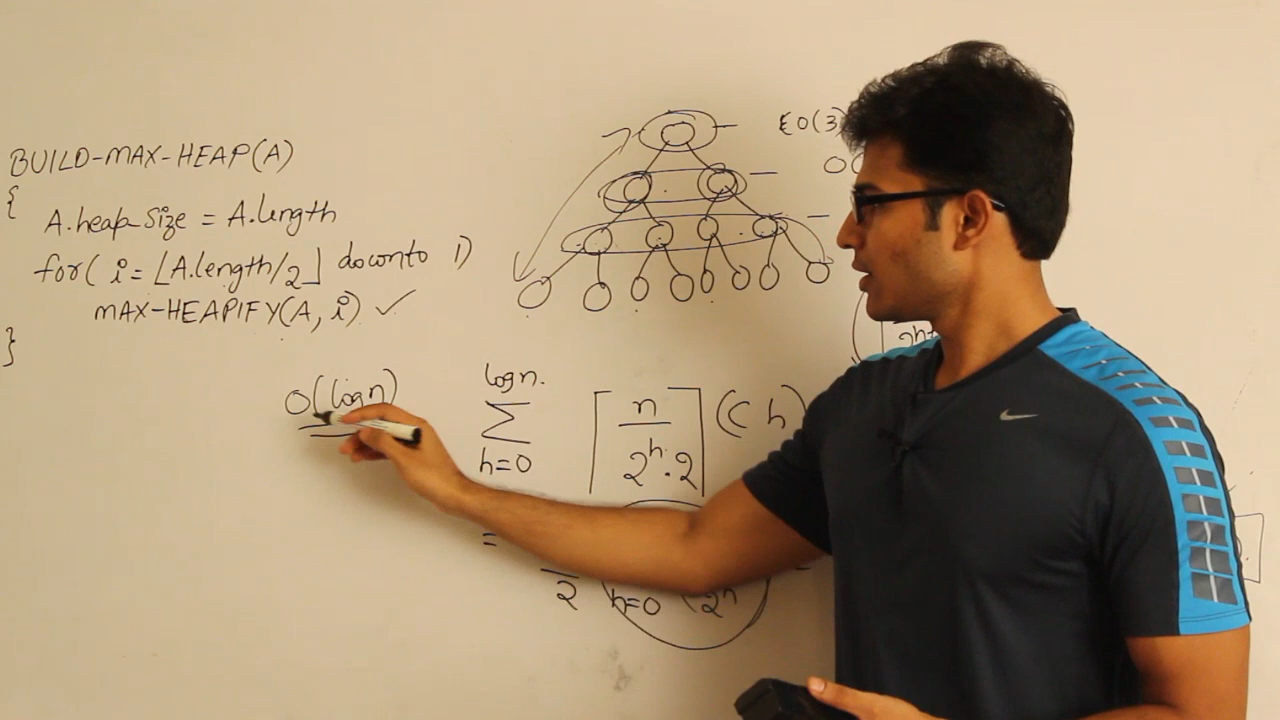 BUILD-MAX-HEAP(A)
{
A.heap-size = A.length
for( i = ⌊A.length/2⌋ downto 1)
MAX-HEAPIFY(A, i) ✓
}
O(3)
O(logn)
logn.
∑
h=0
⌈ n / 2^h · 2 ⌉ (c h)
=
2
h=0
2^h